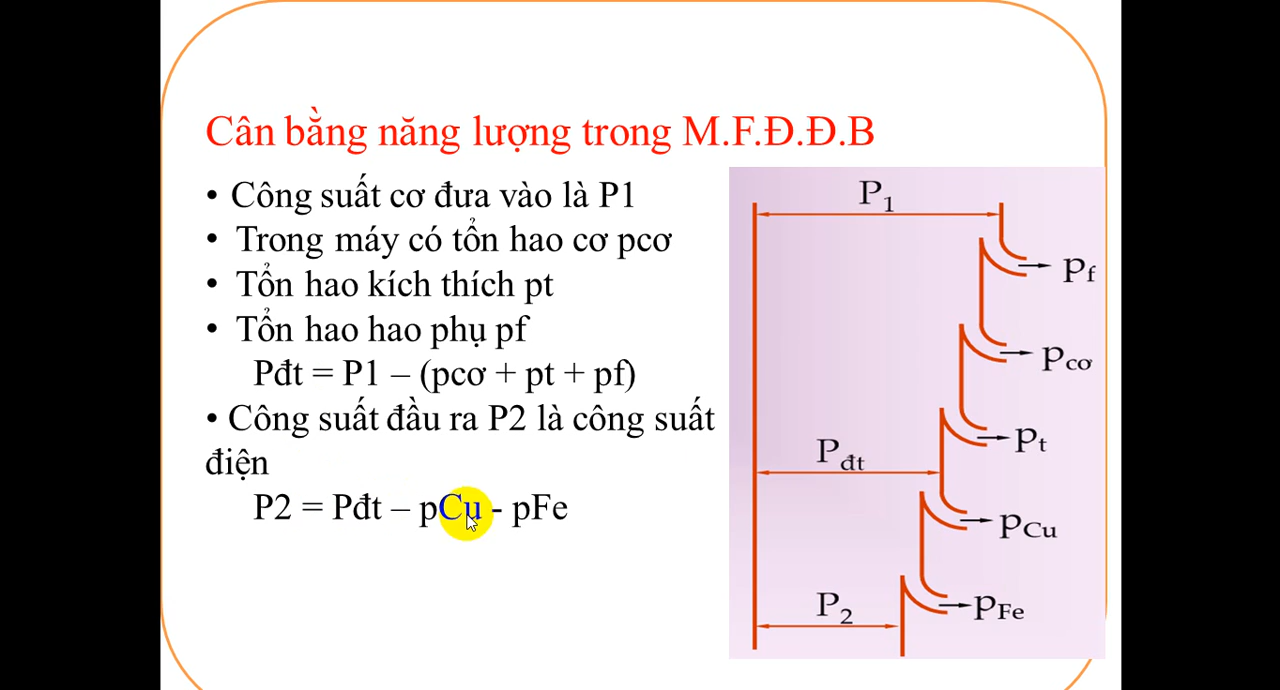 Cân bằng năng lượng trong M.F.Đ.Đ.B
• Công suất cơ đưa vào là P1
• Trong máy có tổn hao cơ pcơ
• Tổn hao kích thích pt
• Tổn hao hao phụ pf
Pđt = P1 – (pcơ + pt + pf)
• Công suất đầu ra P2 là công suất
điện
P2 = Pđt – pCu - pFe
P1
pf
pcơ
pt
Pđt
pCu
P2
pFe